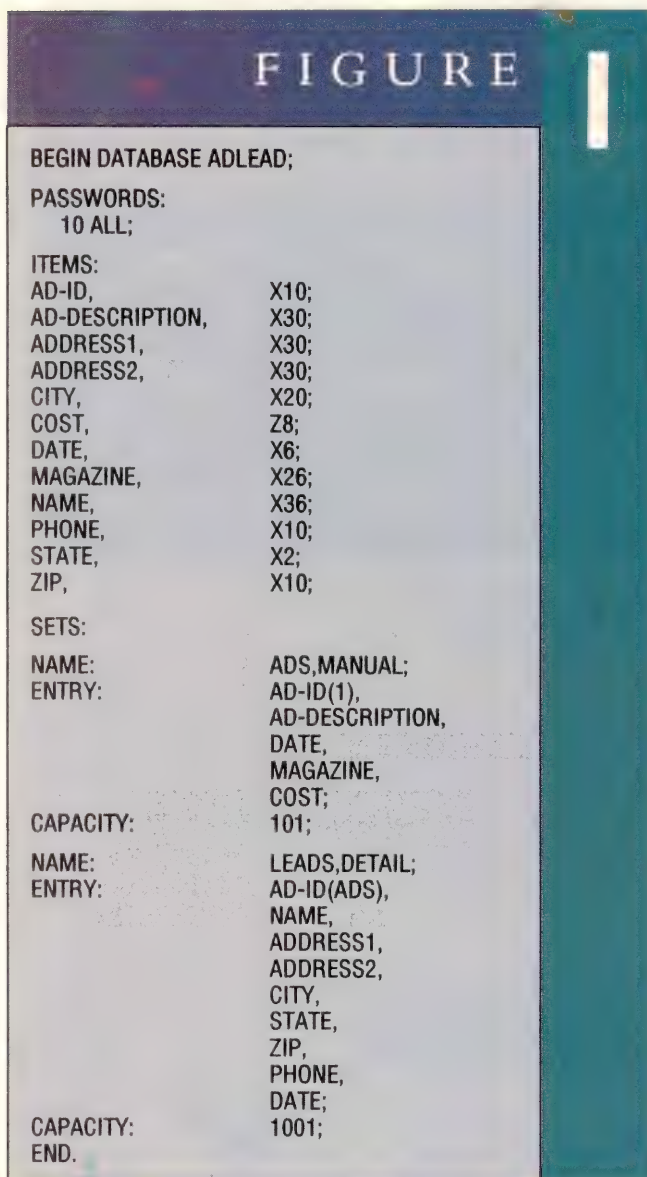 FIGURE 1
BEGIN DATABASE ADLEAD;
PASSWORDS:
10 ALL;
ITEMS:
AD-ID, X10;
AD-DESCRIPTION, X30;
ADDRESS1, X30;
ADDRESS2, X30;
CITY, X20;
COST, Z8;
DATE, X6;
MAGAZINE, X26;
NAME, X36;
PHONE, X10;
STATE, X2;
ZIP, X10;
SETS:
NAME: ADS,MANUAL;
ENTRY: AD-ID(1),
AD-DESCRIPTION,
DATE,
MAGAZINE,
COST;
CAPACITY: 101;
NAME: LEADS,DETAIL;
ENTRY: AD-ID(ADS),
NAME,
ADDRESS1,
ADDRESS2,
CITY,
STATE,
ZIP,
PHONE,
DATE;
CAPACITY: 1001;
END.